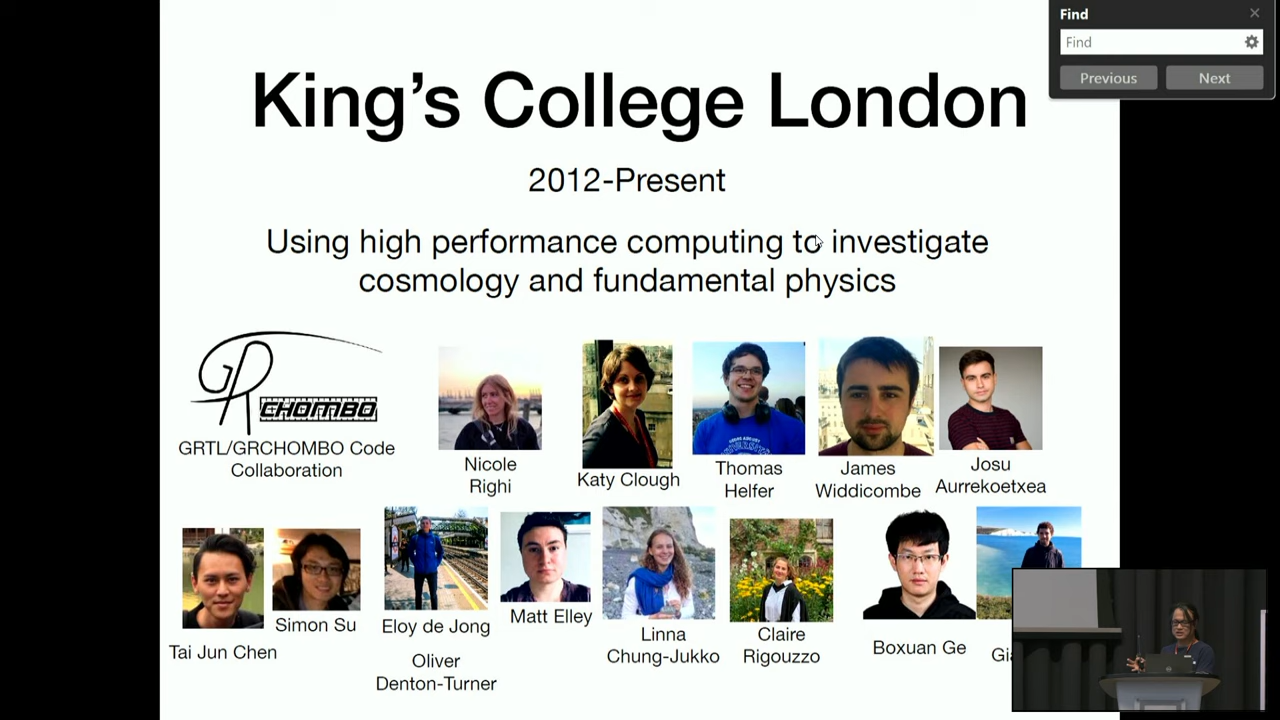 Find
Find
Previous
Next
King's College London
2012-Present
Using high performance computing to investigate
cosmology and fundamental physics
GR
CHOMBO
GRTL/GRCHOMBO Code
Collaboration
Nicole
Righi
Katy Clough
Thomas
Helfer
James
Widdicombe
Josu
Aurrekoetxea
Tai Jun Chen
Simon Su
Eloy de Jong
Oliver
Denton-Turner
Matt Elley
Linna
Chung-Jukko
Claire
Rigouzzo
Boxuan Ge